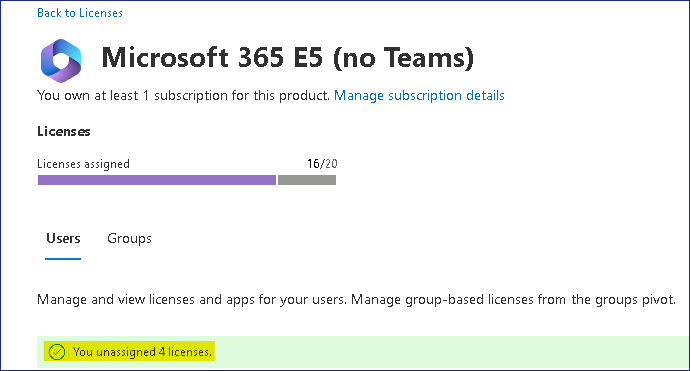 Back to Licenses
Microsoft 365 E5 (no Teams)
You own at least 1 subscription for this product. Manage subscription details
Licenses
Licenses assigned 16/20
Users Groups
Manage and view licenses and apps for your users. Manage group-based licenses from the groups pivot.
You unassigned 4 licenses.